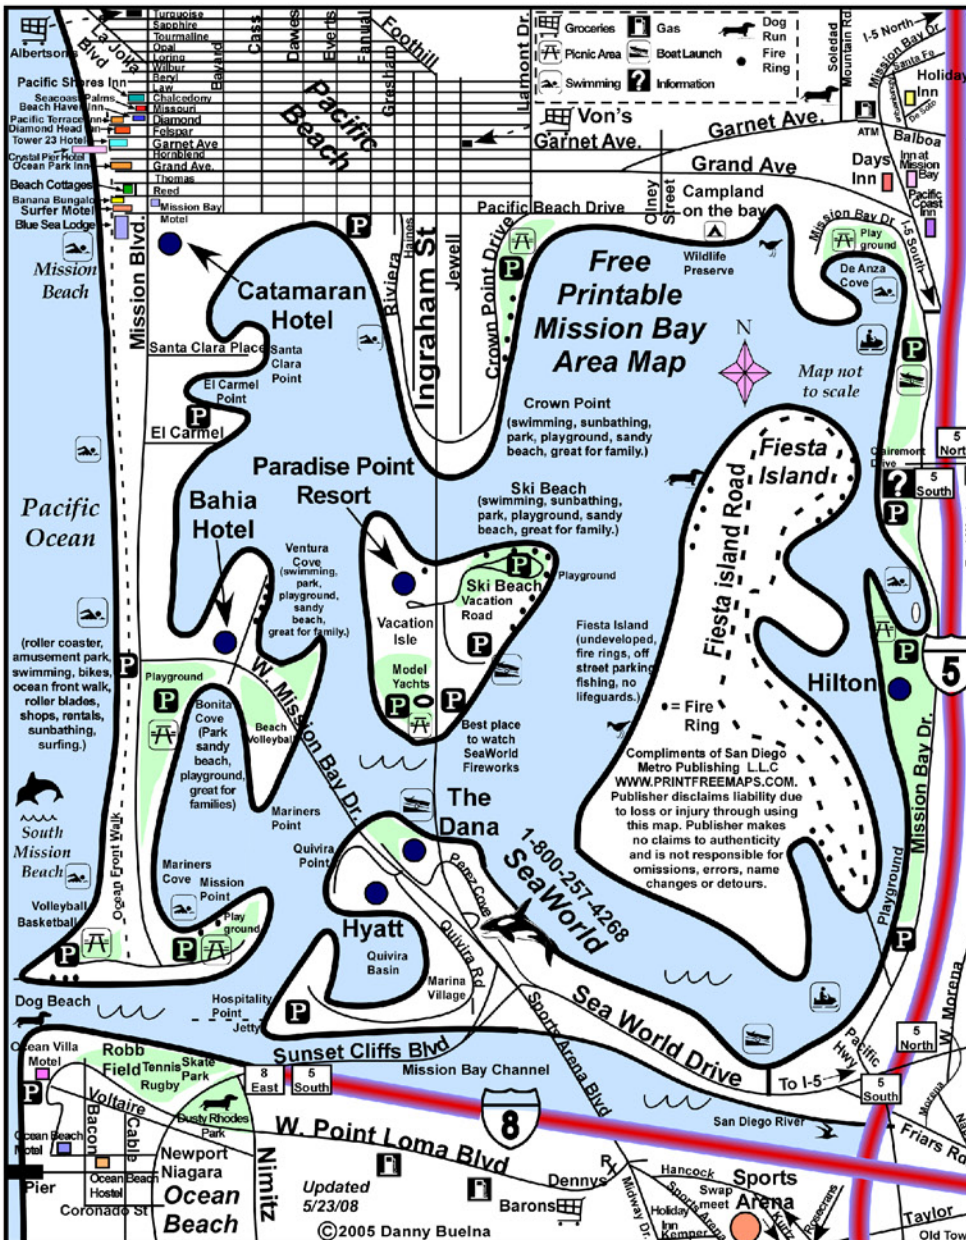 Albertson's
La Jolla Blvd
Turquoise
Sapphire
Tourmaline
Opal
Loring
Wilbur
Beryl
Law
Chalcedony
Missouri
Diamond
Felspar
Garnet Ave
Hornblend
Grand Ave.
Thomas
Reed
Mission Bay
Motel
Pacific Shores Inn
Seacoast Palms
Beach Haven Inn
Pacific Terrace Inn
Diamond Head Inn
Tower 23 Hotel
Crystal Pier Hotel
Ocean Park Inn
Beach Cottages
Banana Bungalo
Surfer Motel
Blue Sea Lodge
Bayard
Cass
Dawes
Everts
Fanual
Gresham
Foothill
Lamont Dr.
Pacific
Beach
Groceries
Gas
Dog
Run
Picnic Area
Boat Launch
Fire
Ring
Swimming
Information
Von's
Garnet Ave.
Garnet Ave.
Grand Ave
Soledad
Mountain Rd
I-5 North
Mission Bay Dr
Santa Fe
Holiday
Inn
De Soto
ATM
Balboa
Days
Inn
Inn at
Mission
Bay
Pacific
Coast
Inn
I-5 South
Mission Bay Dr
Play
ground
De Anza
Cove
Olney
Street
Campland
on the bay
Wildlife
Preserve
Pacific Beach Drive
Mission
Beach
Mission Blvd.
Catamaran
Hotel
Santa Clara Place
Santa
Clara
Point
El Carmel
Point
El Carmel
P
Riviera
Haines
Ingraham St
Jewell
Crown Point Drive
Free
Printable
Mission Bay
Area Map
N
Map not
to scale
Crown Point
(swimming, sunbathing,
park, playground, sandy
beach, great for family.)
Ski Beach
(swimming, sunbathing,
park, playground, sandy
beach, great for family.)
Paradise Point
Resort
Bahia
Hotel
Pacific
Ocean
Ventura
Cove
(swimming,
park,
playground,
sandy
beach,
great for family.)
Ski Beach
Vacation
Road
Playground
Vacation
Isle
Model
Yachts
Best place
to watch
SeaWorld
Fireworks
Fiesta
Island
Fiesta island Road
Fiesta Island
(undeveloped,
fire rings, off
street parking
fishing, no
lifeguards.)
= Fire
Ring
Compliments of San Diego
Metro Publishing L.L.C
WWW.PRINTFREEMAPS.COM.
Publisher disclaims liability due
to loss or injury through using
this map. Publisher makes
no claims to authenticity
and is not responsible for
omissions, errors, name
changes or detours.
Clairemont
Drive
5
North
5
South
Hilton
5
Mission Bay Dr.
Playground
(roller coaster,
amusement park,
swimming, bikes,
ocean front walk,
roller blades,
shops, rentals,
sunbathing,
surfing.)
Playground
Bonita
Cove
(Park
sandy
beach,
playground,
great for
families)
Beach
Volleyball
W. Mission Bay Dr.
Mariners
Point
South
Mission
Beach
Ocean Front Walk
Mariners
Cove
Mission
Point
Play
ground
Volleyball
Basketball
Quivira
Point
The
Dana
Perez Cove
1-800-257-4268
SeaWorld
Hyatt
Quivira
Basin
Quivira Rd
Marina
Village
Hospitality
Point
Jetty
Dog Beach
Sea World Drive
Sports Arena Blvd
Sunset Cliffs Blvd
Mission Bay Channel
8
East
5
South
8
Pacific
Hwy
To I-5
5
North
5
South
W. Morena
Morena
San Diego River
Friars Rd
Ocean Villa
Motel
Robb
Field
Tennis
Rugby
Skate
Park
Dusty Rhodes
Park
Voltaire
Bacon
Cable
Ocean Beach
Motel
Ocean Beach
Hostel
Pier
Coronado St
Newport
Niagara
Ocean
Beach
Nimitz
W. Point Loma Blvd
Updated
5/23/08
©2005 Danny Buelna
Barons
Dennys
Hancock
Sports Arena
Midway Dr.
Holiday
Inn
Kemper
Swap
meet
Sports
Arena
Kurtz
Rosecrans
Taylor
Old Tow